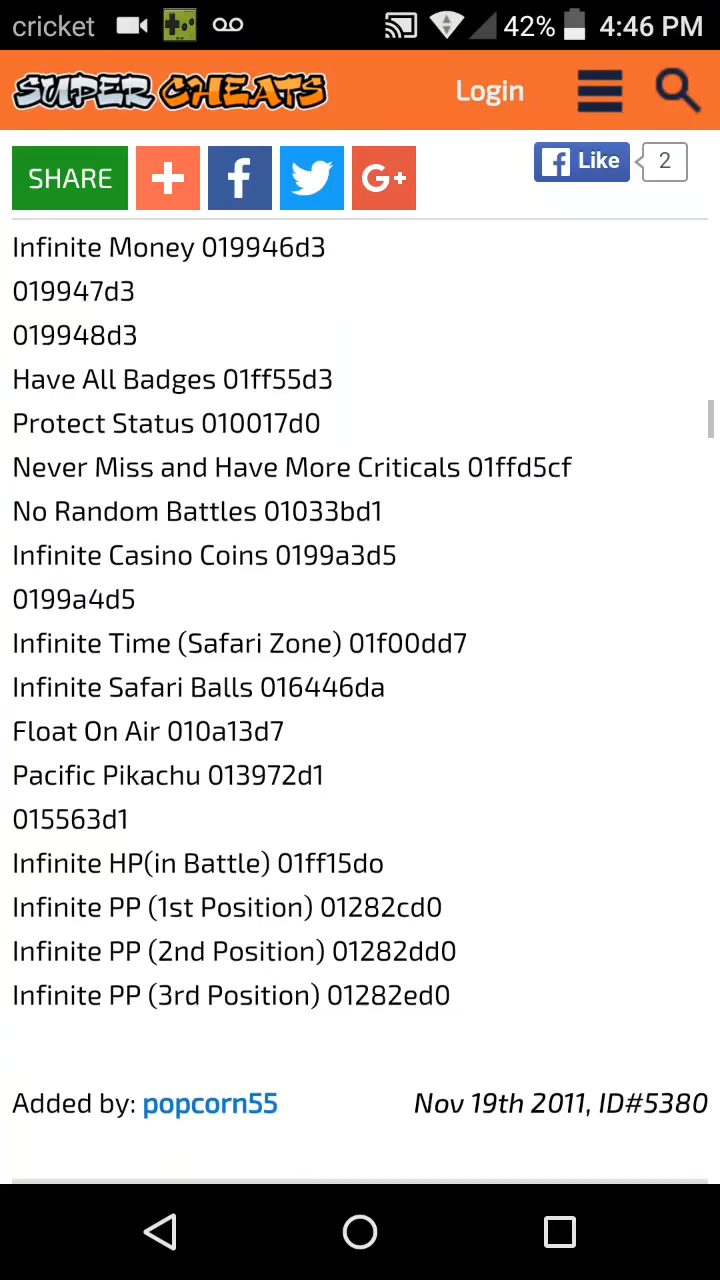 cricket 42% 4:46 PM
SUPER CHEATS Login
SHARE G+ Like 2
Infinite Money 019946d3
019947d3
019948d3
Have All Badges 01ff55d3
Protect Status 010017d0
Never Miss and Have More Criticals 01ffd5cf
No Random Battles 01033bd1
Infinite Casino Coins 0199a3d5
0199a4d5
Infinite Time (Safari Zone) 01f00dd7
Infinite Safari Balls 016446da
Float On Air 010a13d7
Pacific Pikachu 013972d1
015563d1
Infinite HP(in Battle) 01ff15do
Infinite PP (1st Position) 01282cd0
Infinite PP (2nd Position) 01282dd0
Infinite PP (3rd Position) 01282ed0
Added by: popcorn55 Nov 19th 2011, ID#5380